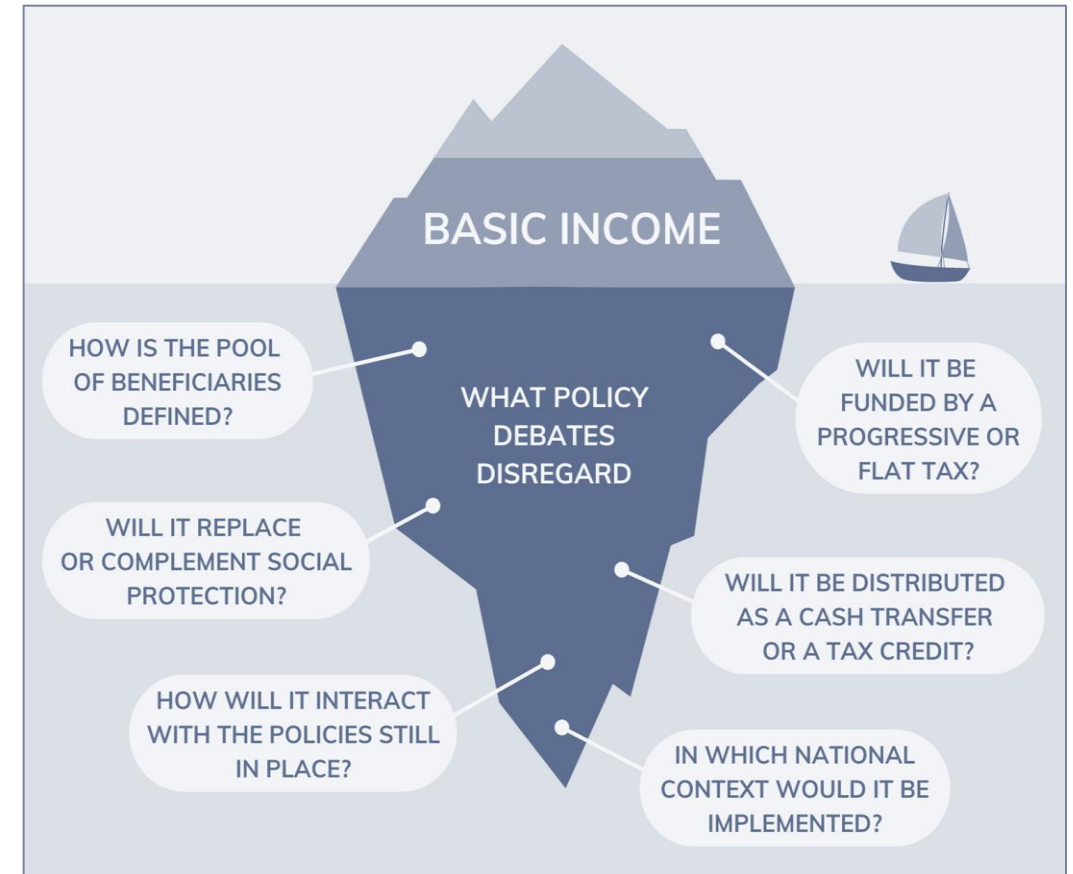 BASIC INCOME
HOW IS THE POOL
OF BENEFICIARIES
DEFINED?
WHAT POLICY
DEBATES
DISREGARD
WILL IT BE
FUNDED BY A
PROGRESSIVE OR
FLAT TAX?
WILL IT REPLACE
OR COMPLEMENT SOCIAL
PROTECTION?
WILL IT BE DISTRIBUTED
AS A CASH TRANSFER
OR A TAX CREDIT?
HOW WILL IT INTERACT
WITH THE POLICIES STILL
IN PLACE?
IN WHICH NATIONAL
CONTEXT WOULD IT BE
IMPLEMENTED?